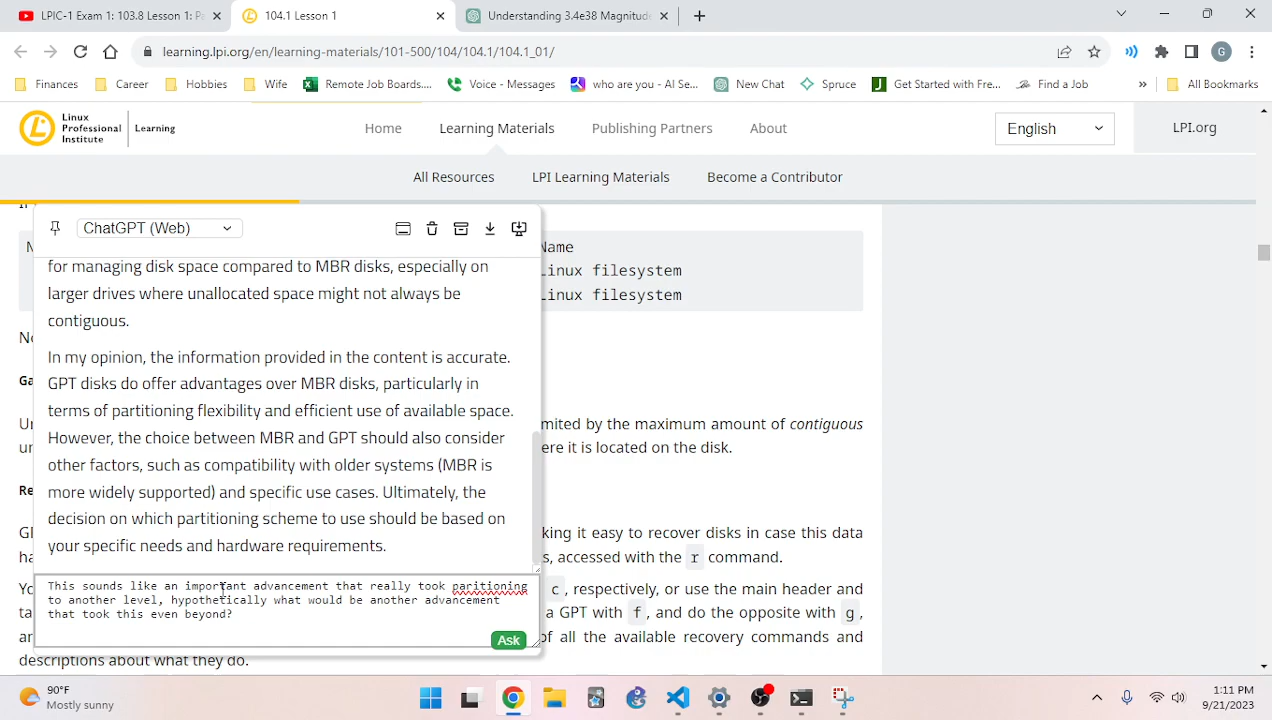 LPIC-1 Exam 1: 103.8 Lesson 1: Pa
104.1 Lesson 1
Understanding 3.4e38 Magnitude
learning.lpi.org/en/learning-materials/101-500/104/104.1/104.1_01/
G
Finances
Career
Hobbies
Wife
Remote Job Boards....
Voice - Messages
who are you - AI Se...
New Chat
Spruce
Get Started with Fre...
Find a Job
»
All Bookmarks
Linux
Professional
Institute
Learning
Home
Learning Materials
Publishing Partners
About
English
LPI.org
All Resources
LPI Learning Materials
Become a Contributor
ChatGPT (Web)
Name
Linux filesystem
Linux filesystem
for managing disk space compared to MBR disks, especially on
larger drives where unallocated space might not always be
contiguous.
In my opinion, the information provided in the content is accurate.
GPT disks do offer advantages over MBR disks, particularly in
terms of partitioning flexibility and efficient use of available space.
However, the choice between MBR and GPT should also consider
other factors, such as compatibility with older systems (MBR is
more widely supported) and specific use cases. Ultimately, the
decision on which partitioning scheme to use should be based on
your specific needs and hardware requirements.
This sounds like an important advancement that really took paritioning
to another level, hypothetically what would be another advancement
that took this even beyond?
Ask
No
Ga
mited by the maximum amount of contiguous
ere it is located on the disk.
Re
king it easy to recover disks in case this data
s, accessed with the r command.
Yo
c, respectively, or use the main header and
ta
a GPT with f, and do the opposite with g,
an
of all the available recovery commands and
descriptions about what they do.
90°F
Mostly sunny
1:11 PM
9/21/2023